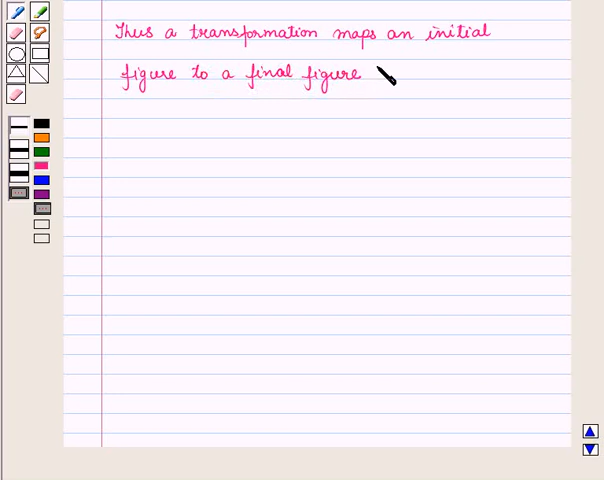 Thus a transformation maps an initial
figure to a final figure